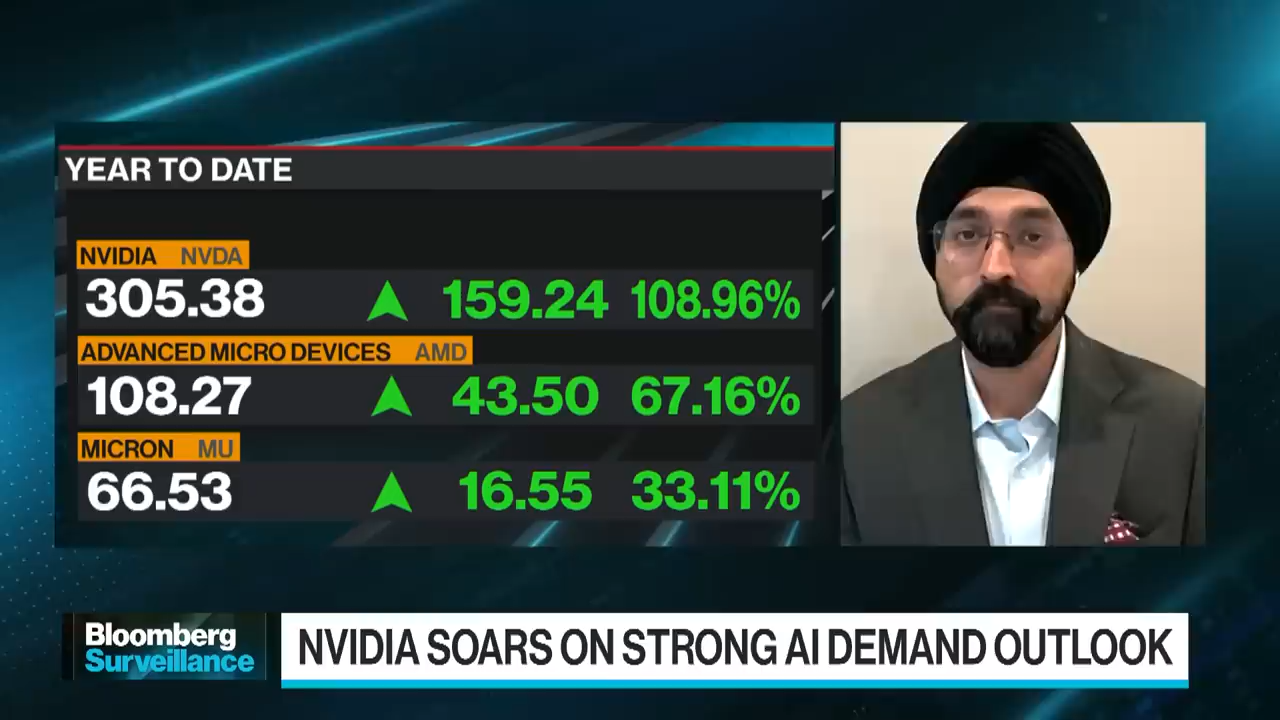 YEAR TO DATE
NVIDIA NVDA
305.38 ▲ 159.24 108.96%
ADVANCED MICRO DEVICES AMD
108.27 ▲ 43.50 67.16%
MICRON MU
66.53 ▲ 16.55 33.11%
Bloomberg
Surveillance
NVIDIA SOARS ON STRONG AI DEMAND OUTLOOK